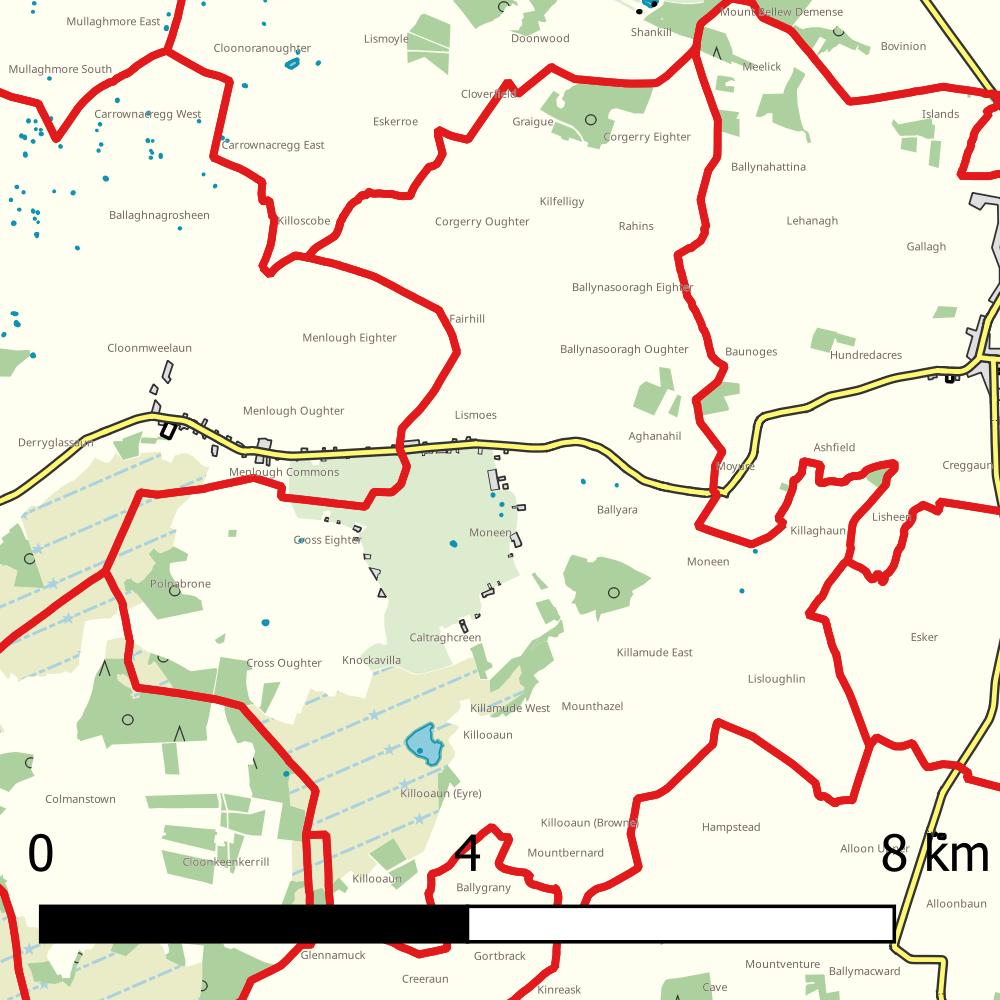 Mount Bellew Demense
Mullaghmore East
Shankill
Lismoyle
Doonwood
Cloonoranoughter
Bovinion
Mullaghmore South
Meelick
Cloverfield
Carrownacregg West
Islands
Eskerroe
Graigue
Corgerry Eighter
Carrownacregg East
Ballynahattina
Kilfelligy
Ballaghnagrosheen
Killoscobe
Corgerry Oughter
Rahins
Lehanagh
Gallagh
Ballynasooragh Eighter
Fairhill
Menlough Eighter
Cloonmweelaun
Ballynasooragh Oughter
Baunoges
Hundredacres
Menlough Oughter
Lismoes
Derryglassaun
Aghanahil
Ashfield
Menlough Commons
Moyure
Creggaun
Ballyara
Lisheen
Cross Eighter
Moneen
Killaghaun
Moneen
Polnabrone
Caltraghcreen
Esker
Cross Oughter
Knockavilla
Killamude East
Lisloughlin
Killamude West
Mounthazel
Killooaun
Colmanstown
Killooaun (Eyre)
Killooaun (Browne)
Hampstead
0
4
8 km
Mountbernard
Cloonkeenkerrill
Killooaun
Ballygrany
Alloonbaun
Glennamuck
Gortbrack
Mountventure
Ballymacward
Creeraun
Kinreask
Cave